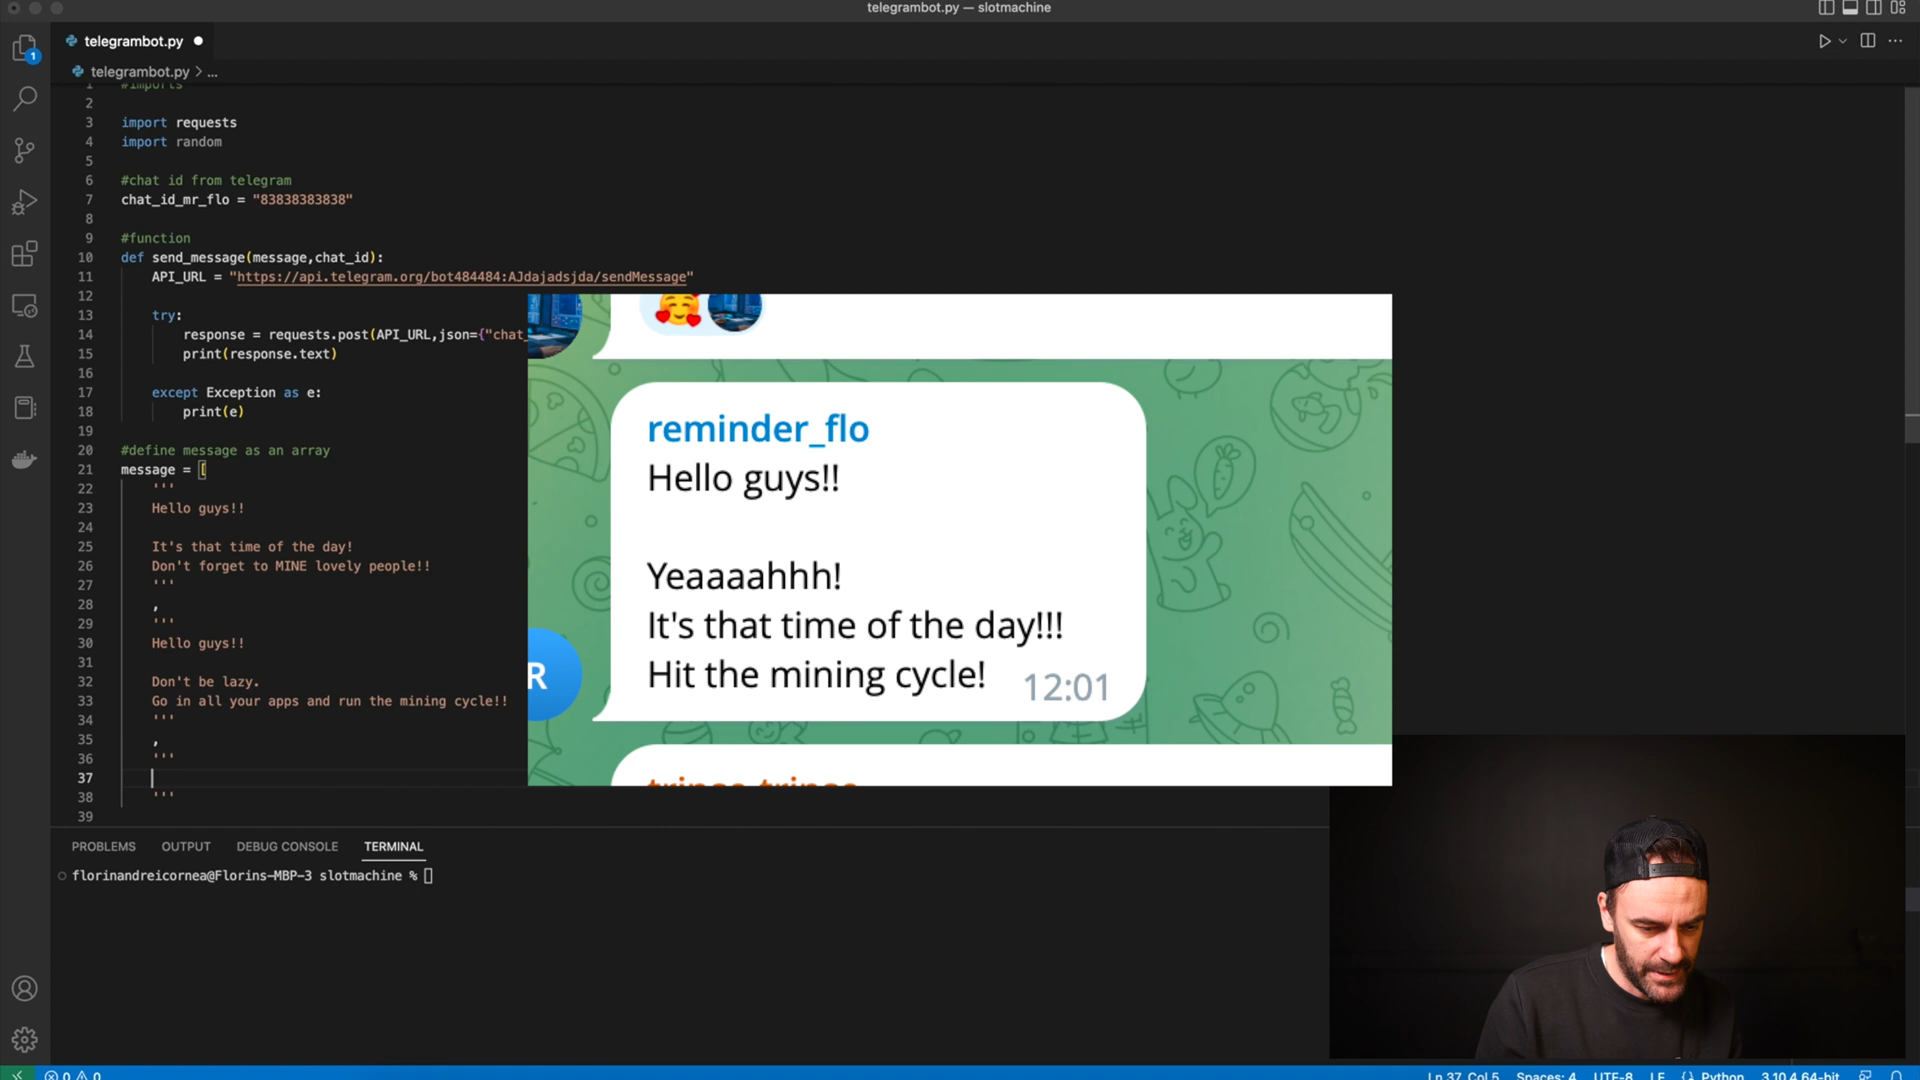 telegrambot.py — slotmachine
telegrambot.py
telegrambot.py > ...
1
1 #imports
2
3 import requests
4 import random
5
6 #chat id from telegram
7 chat_id_mr_flo = "83838383838"
8
9 #function
10 def send_message(message,chat_id):
11 API_URL = "https://api.telegram.org/bot484484:AJdajadsjda/sendMessage"
12
13 try:
14 response = requests.post(API_URL,json={"chat_
15 print(response.text)
16
17 except Exception as e:
18 print(e)
19
20 #define message as an array
21 message = [
22 '''
23 Hello guys!!
24
25 It's that time of the day!
26 Don't forget to MINE lovely people!!
27 '''
28 ,
29 '''
30 Hello guys!!
31
32 Don't be lazy.
33 Go in all your apps and run the mining cycle!!
34 '''
35 ,
36 '''
37
38 '''
39
reminder_flo
Hello guys!!
Yeaaaahhh!
It's that time of the day!!!
Hit the mining cycle!
12:01
R
PROBLEMS OUTPUT DEBUG CONSOLE TERMINAL
florinandreicornea@Florins-MBP-3 slotmachine %
0 0
Ln 37, Col 5 Spaces: 4 UTF-8 LF Python 3.10.4 64-bit